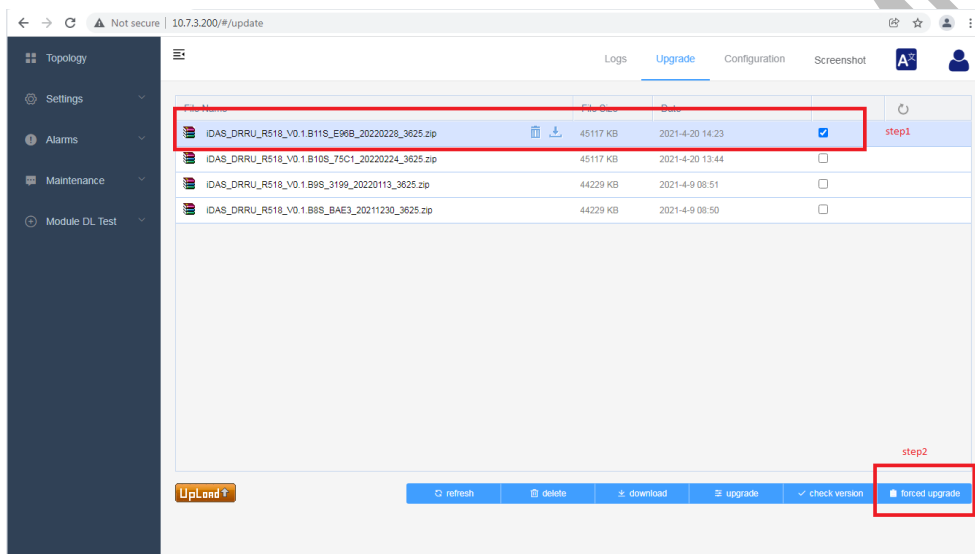 Not secure | 10.7.3.200/#/update
Topology
Logs Upgrade Configuration Screenshot
Settings
File Name File Size Date
iDAS_DRRU_R518_V0.1.B11S_E96B_20220228_3625.zip 45117 KB 2021-4-20 14:23 step1
Alarms
iDAS_DRRU_R518_V0.1.B10S_75C1_20220224_3625.zip 45117 KB 2021-4-20 13:44
Maintenance
iDAS_DRRU_R518_V0.1.B9S_3199_20220113_3625.zip 44229 KB 2021-4-9 08:51
iDAS_DRRU_R518_V0.1.B8S_BAE3_20211230_3625.zip 44229 KB 2021-4-9 08:50
Module DL Test
step2
UpLoad refresh delete download upgrade check version forced upgrade